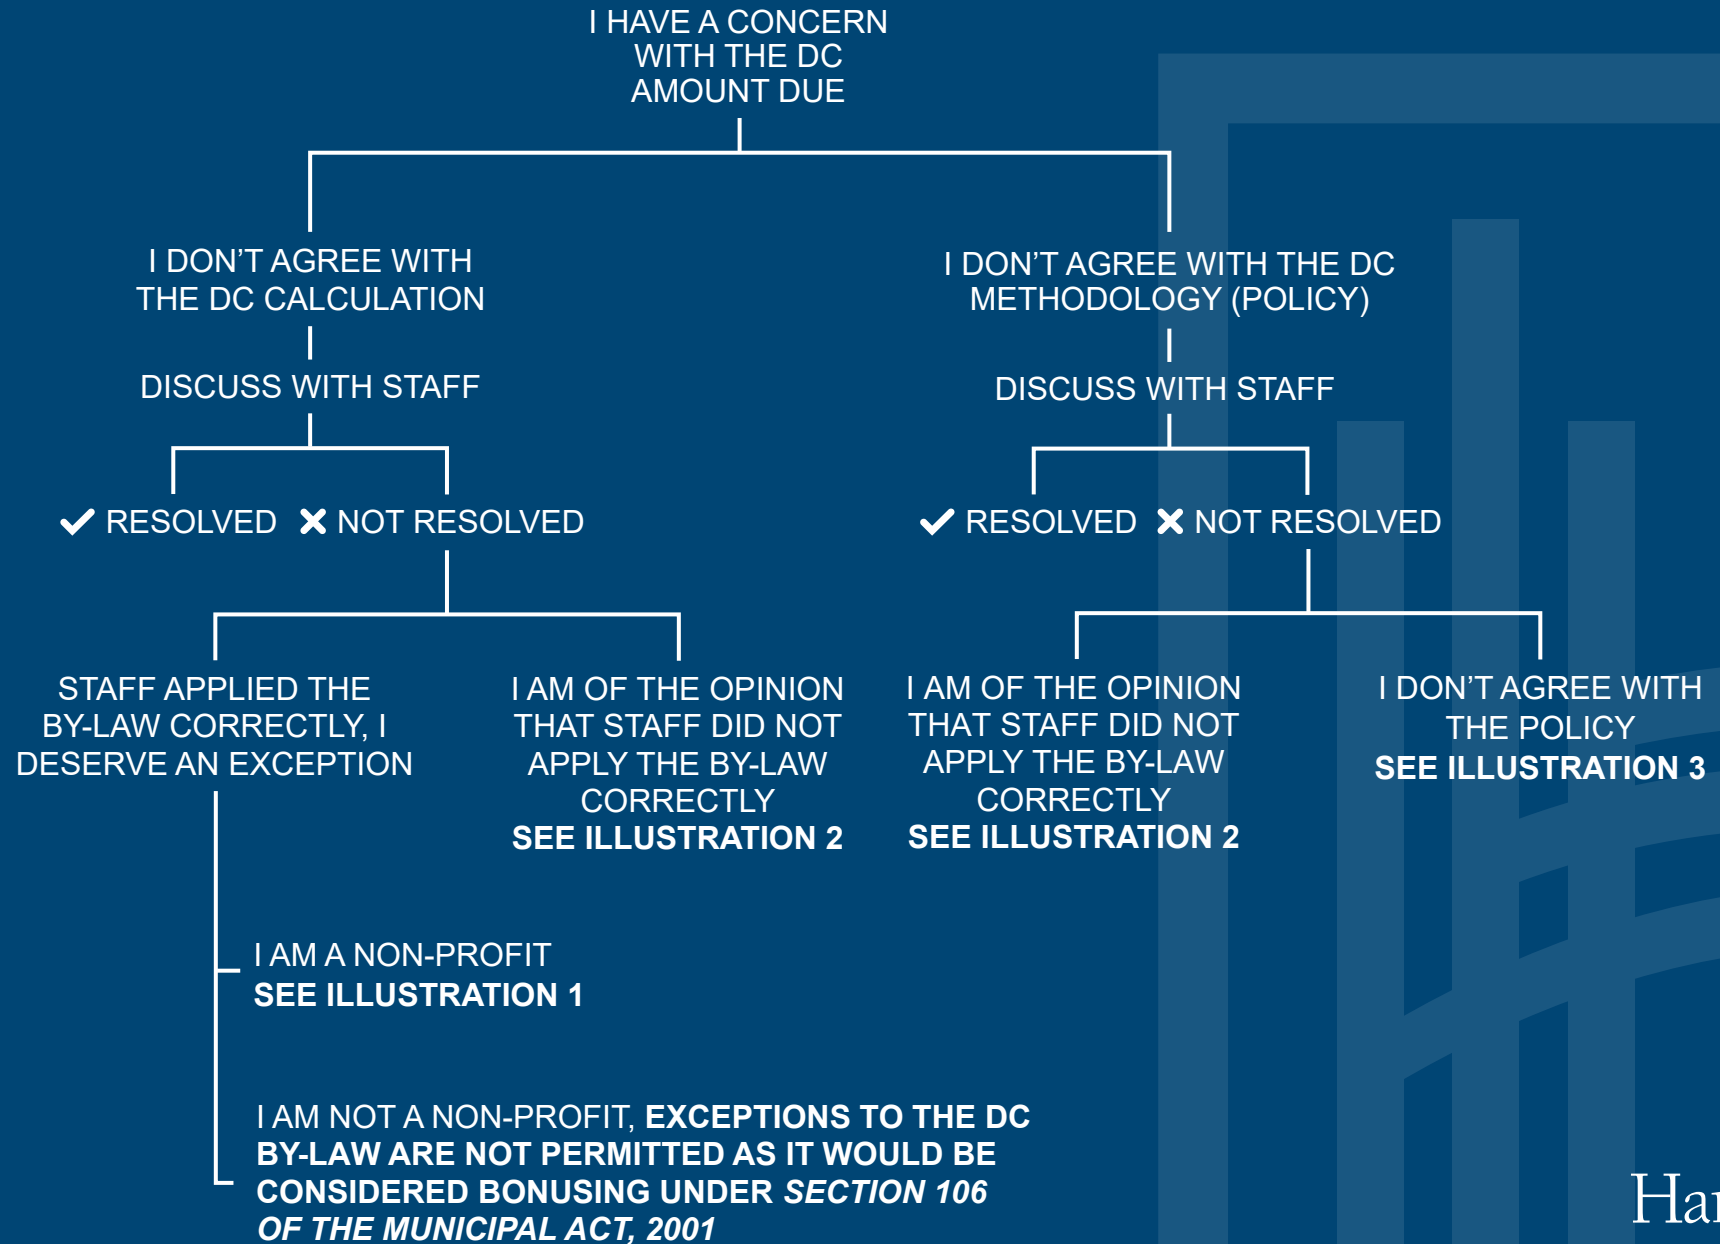 I HAVE A CONCERN
WITH THE DC
AMOUNT DUE
I DON'T AGREE WITH
THE DC CALCULATION
DISCUSS WITH STAFF
RESOLVED
NOT RESOLVED
STAFF APPLIED THE
BY-LAW CORRECTLY, I
DESERVE AN EXCEPTION
I AM OF THE OPINION
THAT STAFF DID NOT
APPLY THE BY-LAW
CORRECTLY
SEE ILLUSTRATION 2
I AM A NON-PROFIT
SEE ILLUSTRATION 1
I AM NOT A NON-PROFIT, EXCEPTIONS TO THE DC
BY-LAW ARE NOT PERMITTED AS IT WOULD BE
CONSIDERED BONUSING UNDER SECTION 106
OF THE MUNICIPAL ACT, 2001
I DON'T AGREE WITH THE DC
METHODOLOGY (POLICY)
DISCUSS WITH STAFF
RESOLVED
NOT RESOLVED
I AM OF THE OPINION
THAT STAFF DID NOT
APPLY THE BY-LAW
CORRECTLY
SEE ILLUSTRATION 2
I DON'T AGREE WITH
THE POLICY
SEE ILLUSTRATION 3